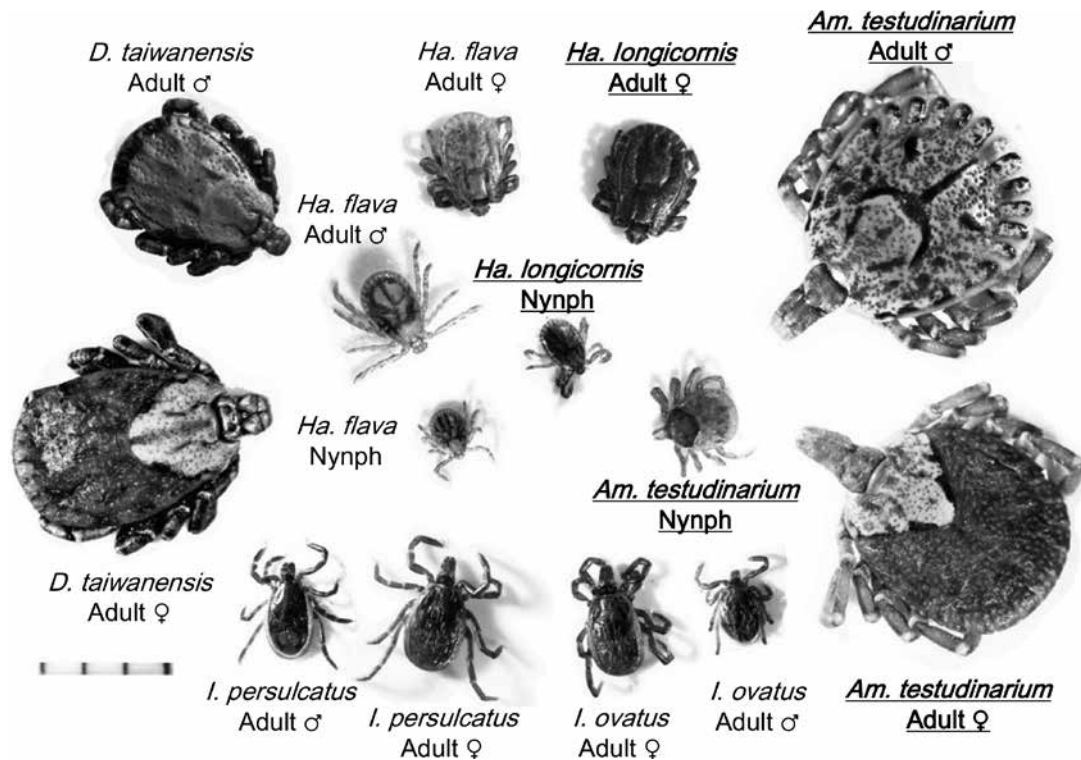 D. taiwanensis
Adult ♂
Ha. flava
Adult ♀
Ha. longicornis
Adult ♀
Am. testudinarium
Adult ♂
Ha. flava
Adult ♂
Ha. longicornis
Nynph
Ha. flava
Nynph
Am. testudinarium
Nynph
D. taiwanensis
Adult ♀
I. persulcatus
Adult ♂
I. persulcatus
Adult ♀
I. ovatus
Adult ♀
I. ovatus
Adult ♂
Am. testudinarium
Adult ♀